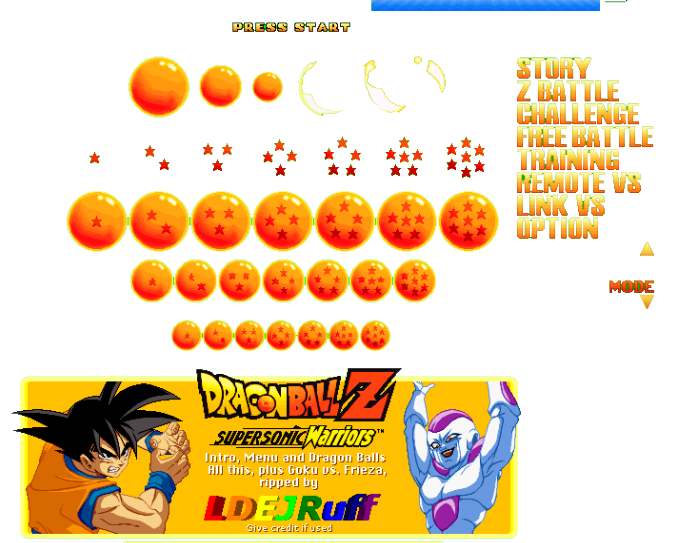 PRESS START
STORY
Z BATTLE
CHALLENGE
FREE BATTLE
TRAINING
REMOTE VS
LINK VS
OPTION
MODE
DRAGON BALL Z
SUPERSONIC Warriors™
Intro, Menu and Dragon Balls
All this, plus Goku vs. Frieza,
ripped by
LDEJRuff
Give credit if used